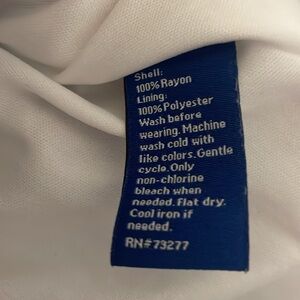 Shell:
100% Rayon
Lining:
100% Polyester
Wash before
wearing. Machine
wash cold with
like colors. Gentle
cycle. Only
non-chlorine
bleach when
needed. Flat dry.
Cool iron if
needed.
RN#73277